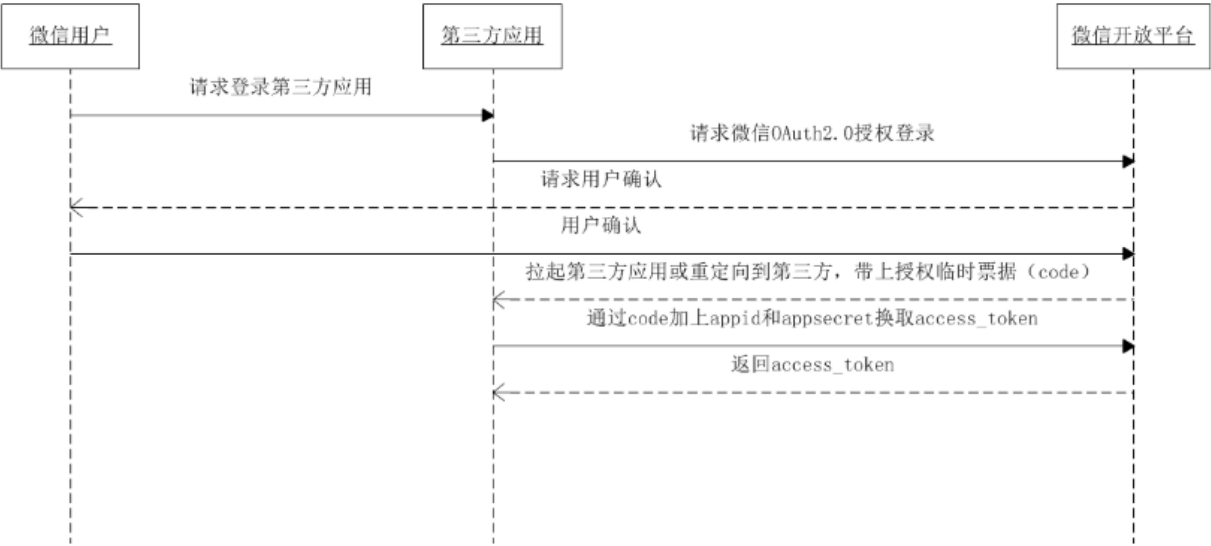 微信用户
第三方应用
微信开放平台
请求登录第三方应用
请求微信OAuth2.0授权登录
请求用户确认
用户确认
拉起第三方应用或重定向到第三方，带上授权临时票据（code）
通过code加上appid和appsecret换取access_token
返回access_token